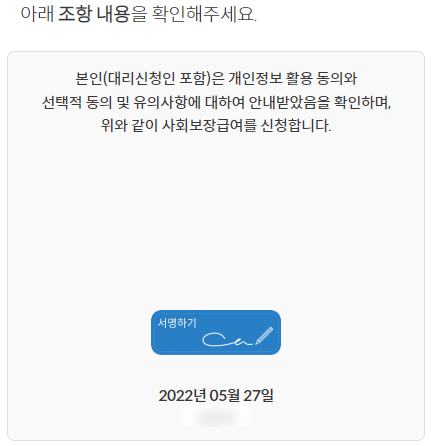 아래 조항 내용을 확인해주세요.
본인(대리신청인 포함)은 개인정보 활용 동의와
선택적 동의 및 유의사항에 대하여 안내받았음을 확인하며,
위와 같이 사회보장급여를 신청합니다.
서명하기
2022년 05월 27일